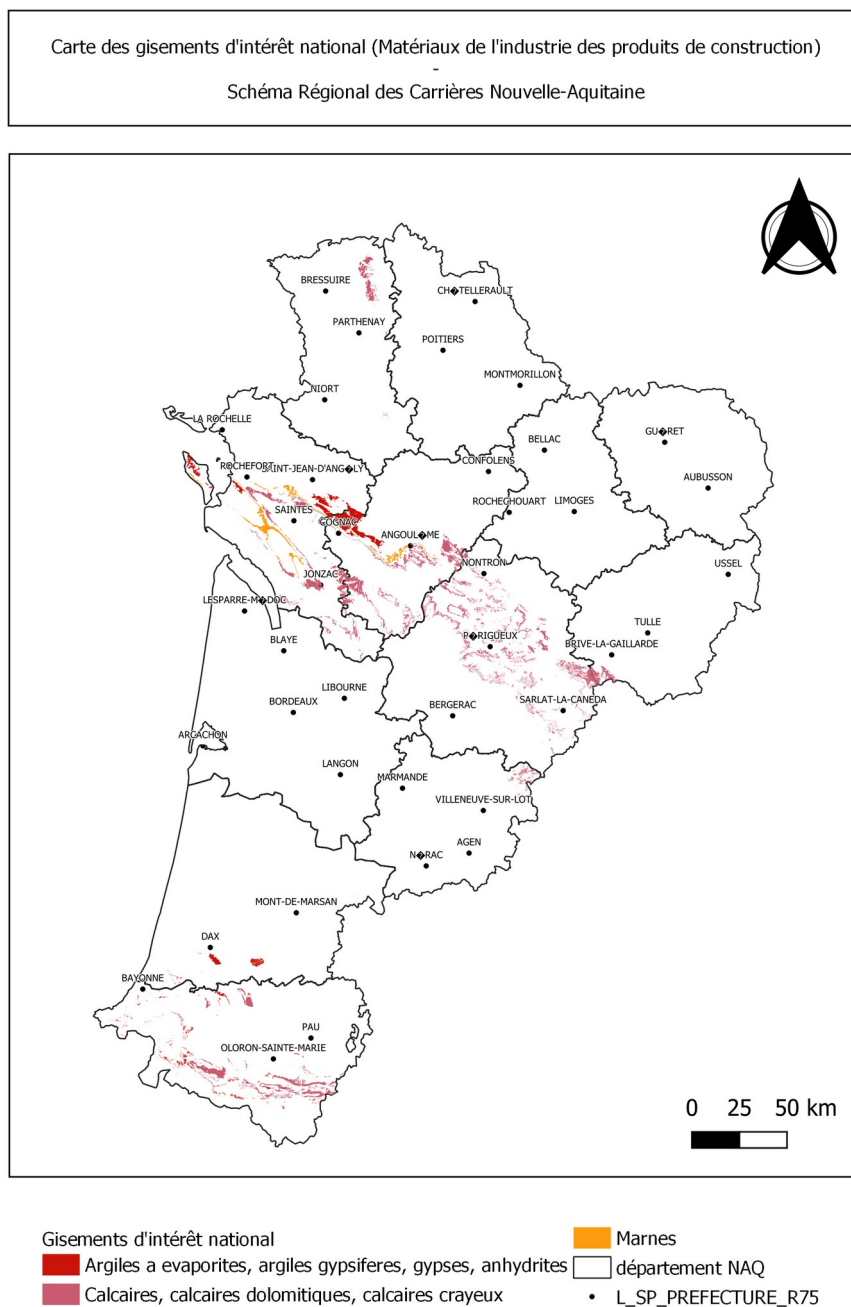 Carte des gisements d'intérêt national (Matériaux de l'industrie des produits de construction)
-
Schéma Régional des Carrières Nouvelle-Aquitaine
BRESSUIRE
CH�TELLERAULT
PARTHENAY
POITIERS
MONTMORILLON
NIORT
LA ROCHELLE
GU�RET
BELLAC
CONFOLENS
ROCHEFORT
SAINT-JEAN-D'ANG�LY
AUBUSSON
ROCHECHOUART
LIMOGES
SAINTES
COGNAC
ANGOUL�ME
NONTRON
USSEL
JONZAC
LESPARRE-M�DOC
TULLE
P�RIGUEUX
BRIVE-LA-GAILLARDE
BLAYE
LIBOURNE
BORDEAUX
BERGERAC
SARLAT-LA-CANEDA
ARCACHON
LANGON
MARMANDE
VILLENEUVE-SUR-LOT
AGEN
N�RAC
MONT-DE-MARSAN
DAX
BAYONNE
PAU
OLORON-SAINTE-MARIE
0 25 50 km
Gisements d'intérêt national
Argiles a evaporites, argiles gypsiferes, gypses, anhydrites
Calcaires, calcaires dolomitiques, calcaires crayeux
Marnes
département NAQ
L_SP_PREFECTURE_R75